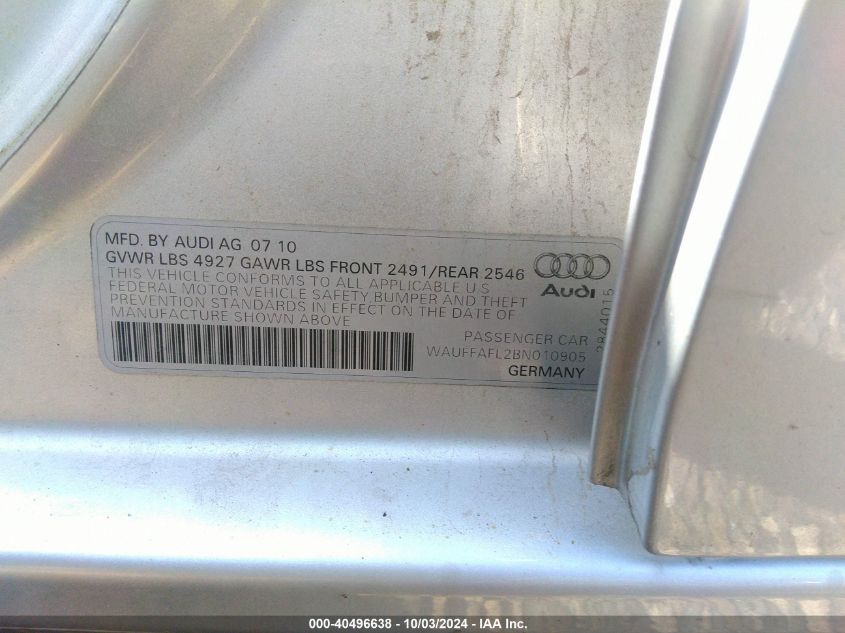 MFD. BY AUDI AG 07 10
GVWR LBS 4927 GAWR LBS FRONT 2491/REAR 2546
THIS VEHICLE CONFORMS TO ALL APPLICABLE U.S
FEDERAL MOTOR VEHICLE SAFETY, BUMPER AND THEFT
PREVENTION STANDARDS IN EFFECT ON THE DATE OF
MANUFACTURE SHOWN ABOVE
Audi
2844015
PASSENGER CAR
WAUFFAFL2BN010905
GERMANY
000-40496638 - 10/03/2024 - IAA Inc.